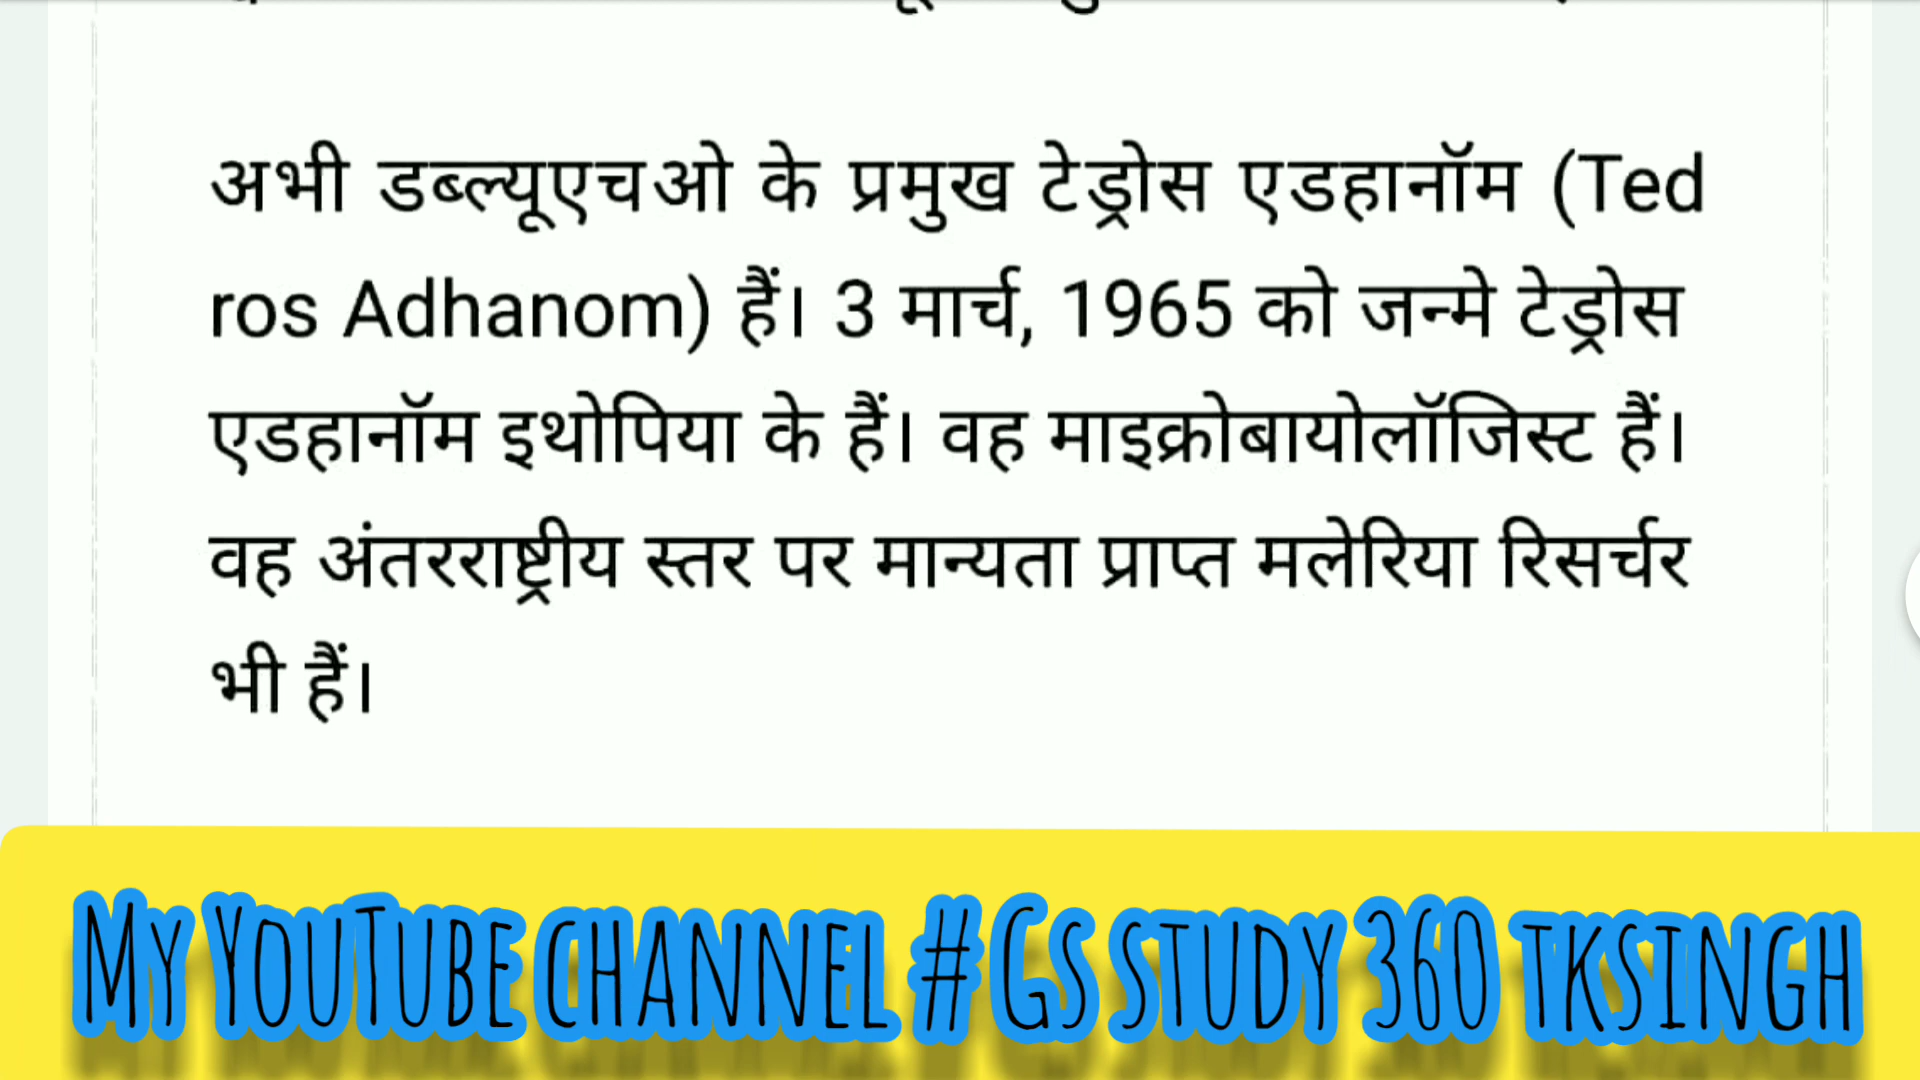 अभी डब्ल्यूएचओ के प्रमुख टेड्रोस एडहानॉम (Ted
ros Adhanom) हैं। 3 मार्च, 1965 को जन्मे टेड्रोस
एडहानॉम इथोपिया के हैं। वह माइक्रोबायोलॉजिस्ट हैं।
वह अंतरराष्ट्रीय स्तर पर मान्यता प्राप्त मलेरिया रिसर्चर
भी हैं।
My YouTube channel # Gs study 360 tksingh